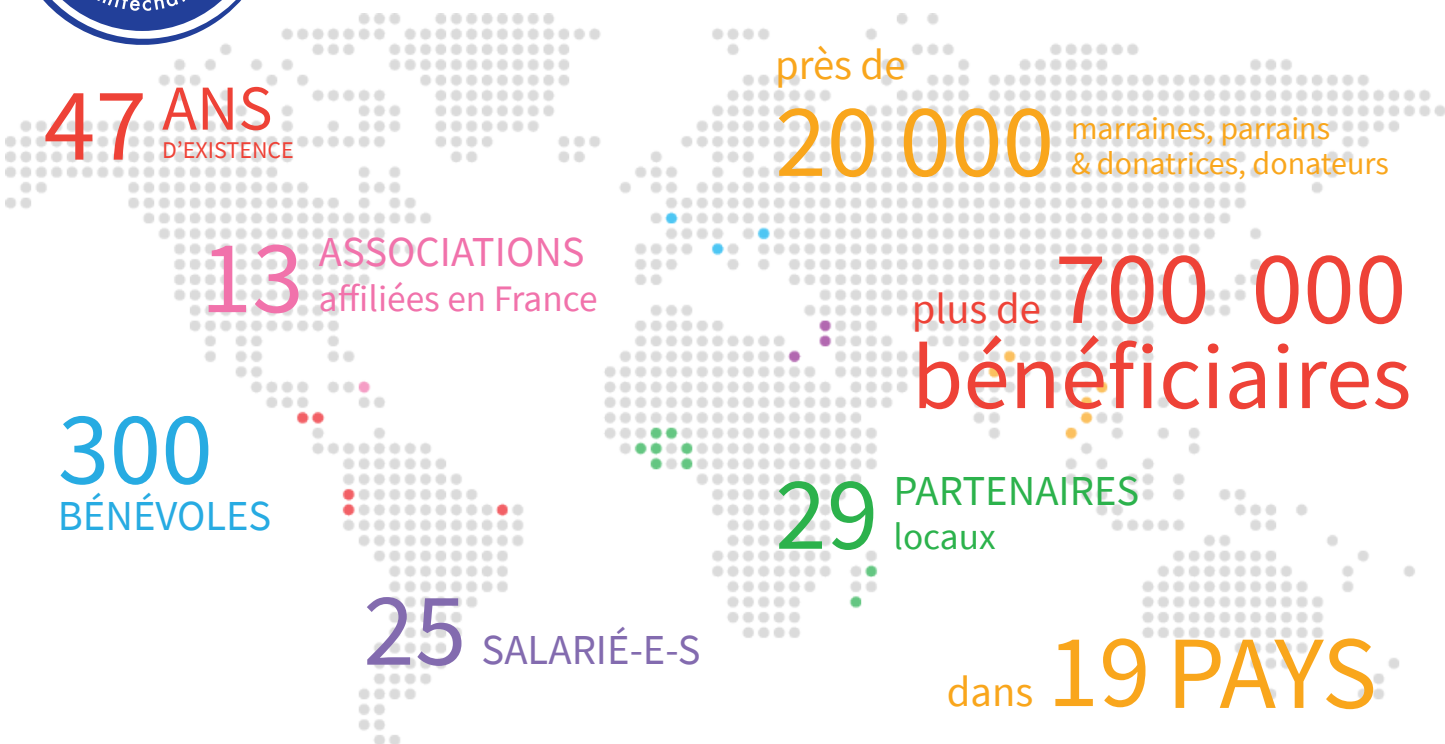 47 ANS
D'EXISTENCE
près de
20 000 marraines, parrains
& donatrices, donateurs
13 ASSOCIATIONS
affiliées en France
plus de 700 000
bénéficiaires
300
BÉNÉVOLES
29 PARTENAIRES
locaux
25 SALARIÉ-E-S
dans 19 PAYS